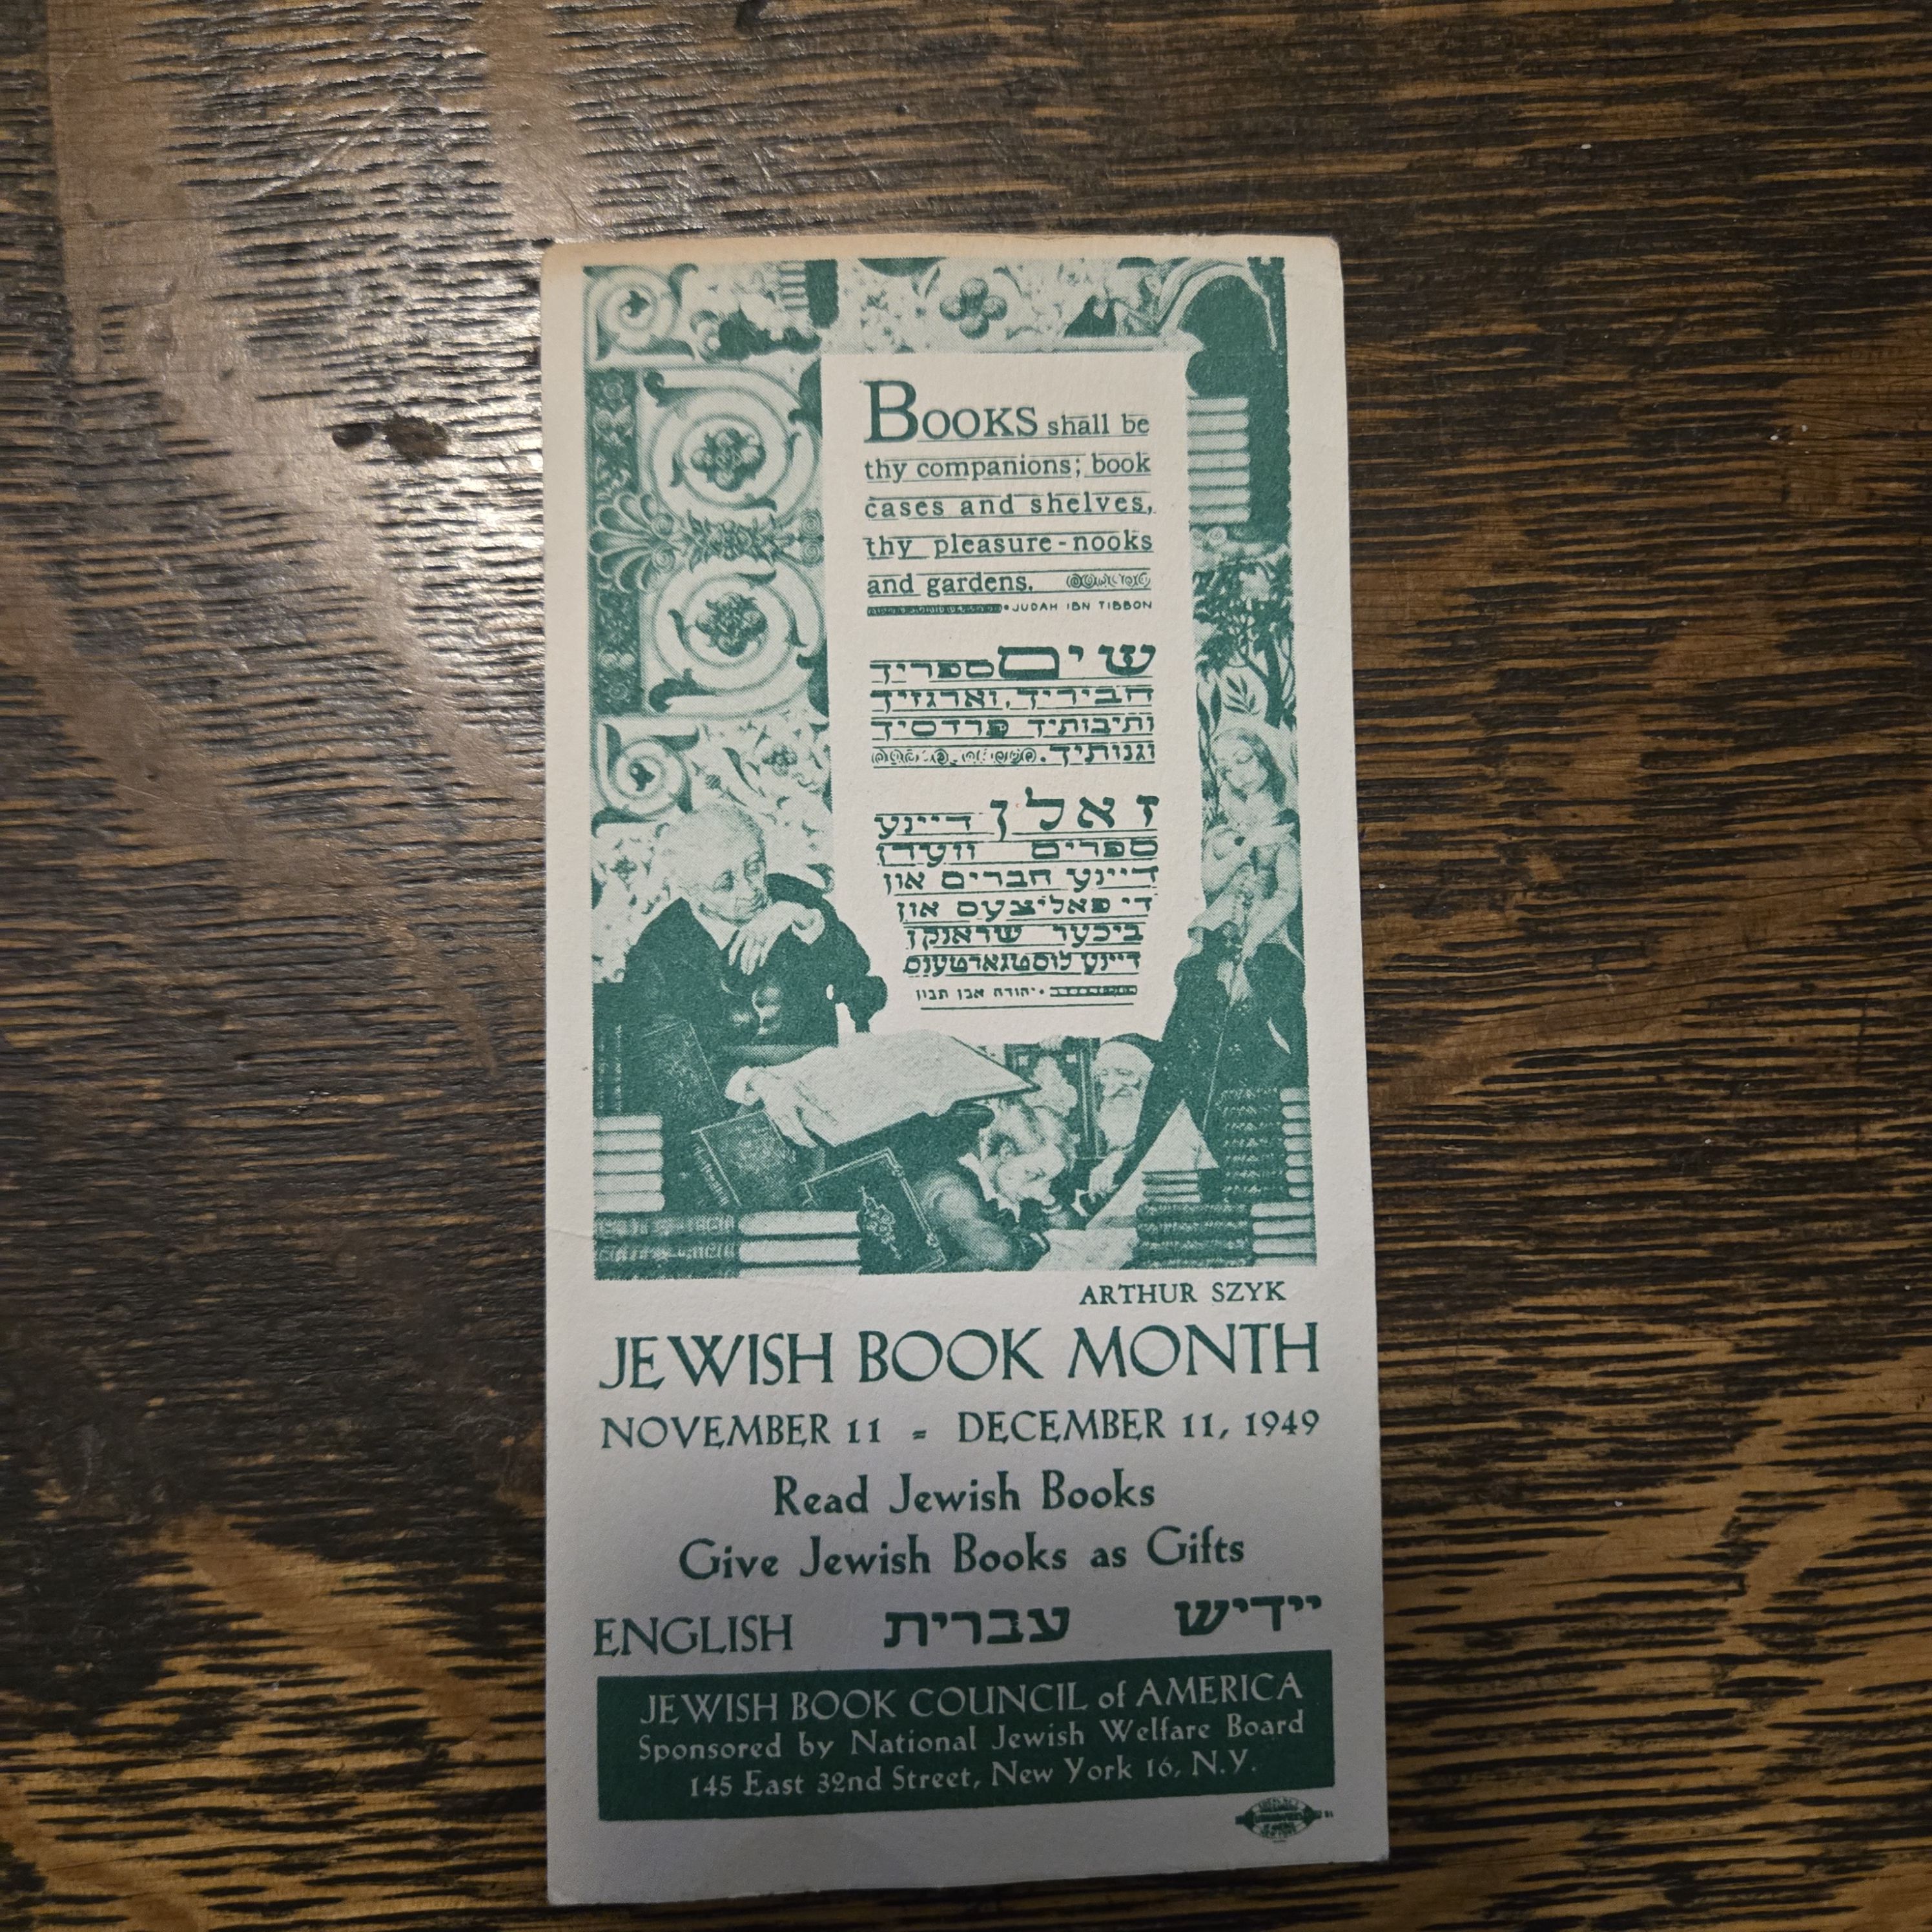 BOOKS shall be
thy companions; book
cases and shelves,
thy pleasure-nooks
and gardens.
• JUDAH IBN TIBBON
שים ספריך
חביריך, וארגזיך
ותיבותיך פרדסיך
וגנותיך.
זאלן דיינע
ספרים ווערן
דיינע חברים און
די פאליצעס און
ביכער שראנקן
דיינע לוסטגארטענס
• יהודה אבן תבון
ARTHUR SZYK
JEWISH BOOK MONTH
NOVEMBER 11 - DECEMBER 11, 1949
Read Jewish Books
Give Jewish Books as Gifts
ENGLISH עברית יידיש
JEWISH BOOK COUNCIL of AMERICA
Sponsored by National Jewish Welfare Board
145 East 32nd Street, New York 16, N.Y.